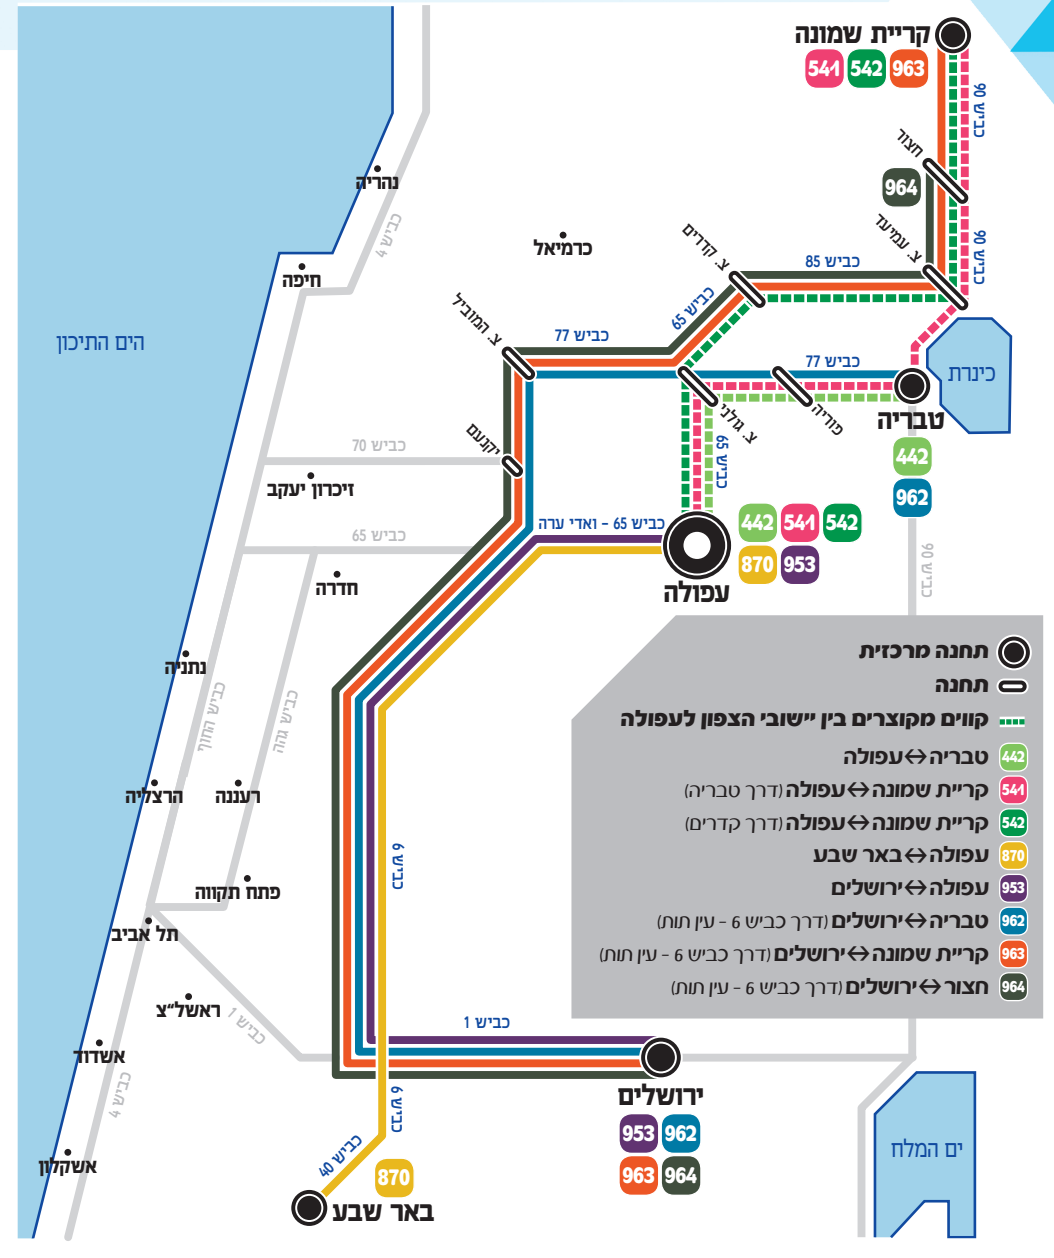 קריית שמונה
541 542 963
כביש 90
חצור
964
נהריה
כביש 4
כרמיאל
צ. עמיעד
כביש 90
צ. קדרים
כביש 85
חיפה
כביש 65
צ. המוביל
כביש 77
הים התיכון
כביש 77
כינרת
פוריה
צ. גולני
טבריה
442
962
יקנעם
כביש 70
כביש 65
זיכרון יעקב
כביש 65 - ואדי ערה
כביש 65
442 541 542
870 953
עפולה
כביש 90
חדרה
נתניה
כביש החוף
כביש גהה
הרצליה
רעננה
כביש 6
פתח תקווה
תל אביב
ראשל"צ
כביש 1
כביש 1
אשדוד
כביש 4
ירושלים
953 962
963 964
כביש 6
כביש 40
870
באר שבע
אשקלון
ים המלח
תחנה מרכזית
תחנה
קווים מקוצרים בין יישובי הצפון לעפולה
442 טבריה↔עפולה
541 קריית שמונה↔עפולה (דרך טבריה)
542 קריית שמונה↔עפולה (דרך קדרים)
870 עפולה↔באר שבע
953 עפולה↔ירושלים
962 טבריה↔ירושלים (דרך כביש 6 - עין תות)
963 קריית שמונה↔ירושלים (דרך כביש 6 - עין תות)
964 חצור↔ירושלים (דרך כביש 6 - עין תות)